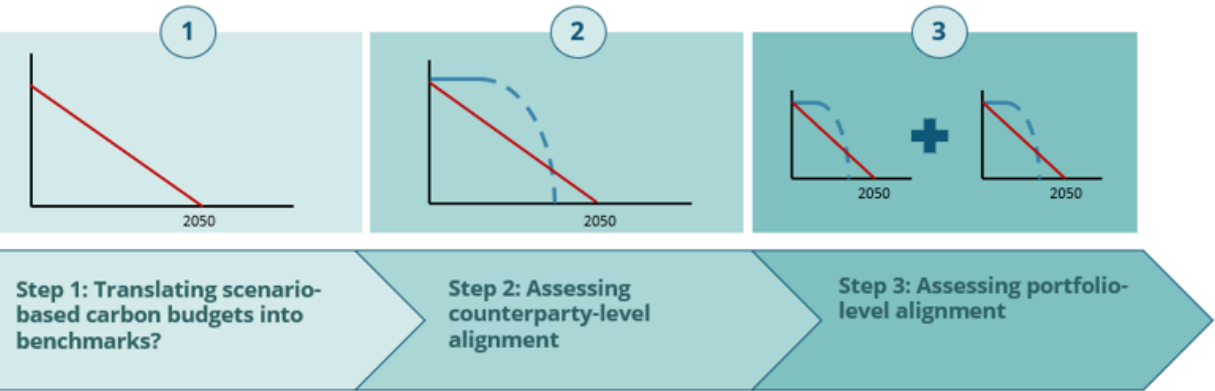 1
2
3
2050
2050
2050
2050
Step 1: Translating scenario-
based carbon budgets into
benchmarks?
Step 2: Assessing
counterparty-level
alignment
Step 3: Assessing portfolio-
level alignment